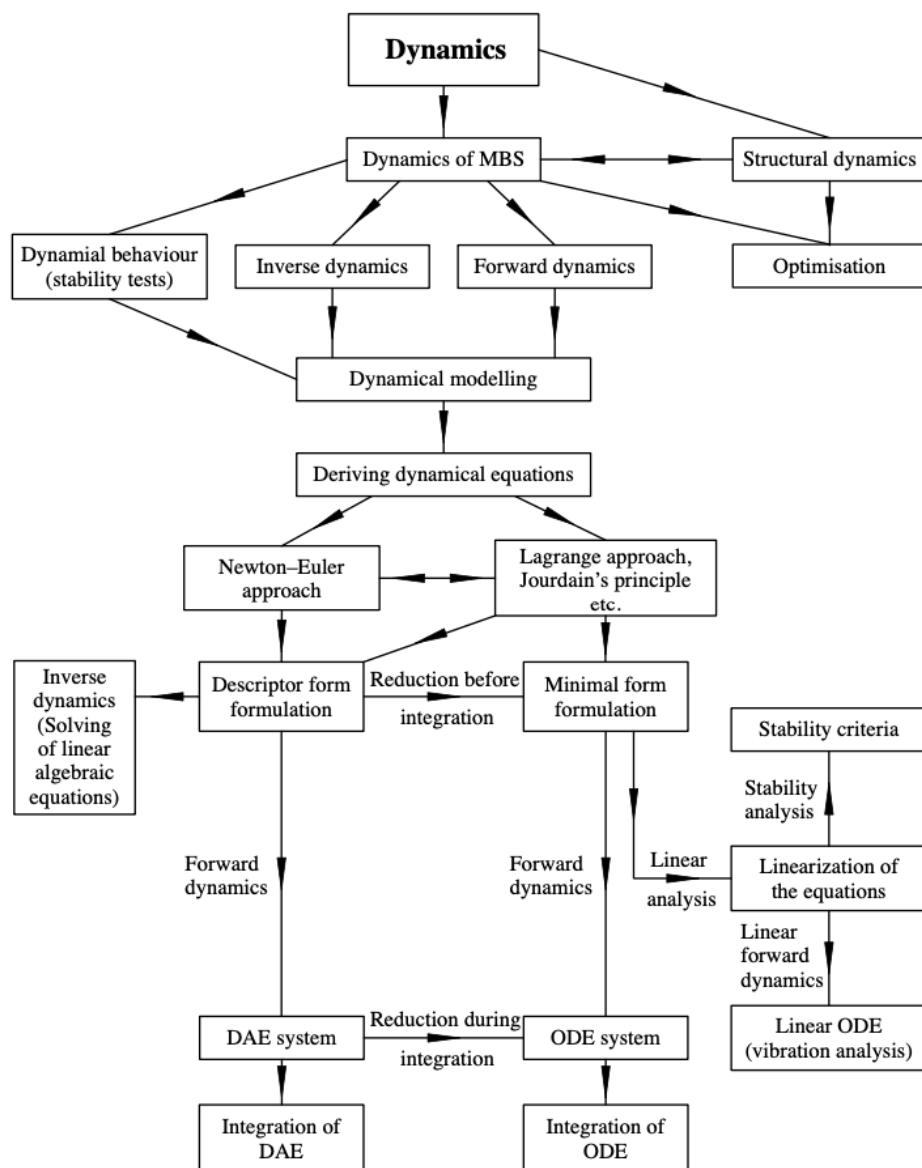 Dynamics
Dynamics of MBS
Structural dynamics
Dynamial behaviour
(stability tests)
Inverse dynamics
Forward dynamics
Optimisation
Dynamical modelling
Deriving dynamical equations
Newton–Euler
approach
Lagrange approach,
Jourdain's principle
etc.
Inverse
dynamics
(Solving
of linear
algebraic
equations)
Descriptor form
formulation
Reduction before
integration
Minimal form
formulation
Stability criteria
Stability
analysis
Forward
dynamics
Forward
dynamics
Linear
analysis
Linearization of
the equations
Linear
forward
dynamics
DAE system
Reduction during
integration
ODE system
Linear ODE
(vibration analysis)
Integration of
DAE
Integration of
ODE